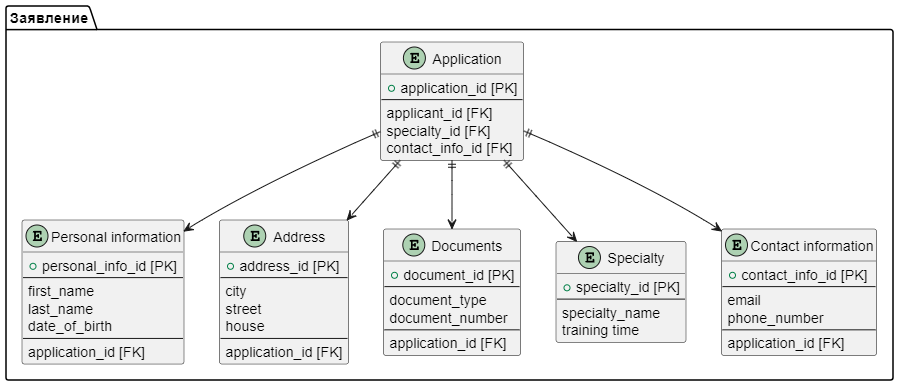 Заявление
E Application
application_id [PK]
applicant_id [FK]
specialty_id [FK]
contact_info_id [FK]
E Personal information
personal_info_id [PK]
first_name
last_name
date_of_birth
application_id [FK]
E Address
address_id [PK]
city
street
house
application_id [FK]
E Documents
document_id [PK]
document_type
document_number
application_id [FK]
E Specialty
specialty_id [PK]
specialty_name
training time
E Contact information
contact_info_id [PK]
email
phone_number
application_id [FK]